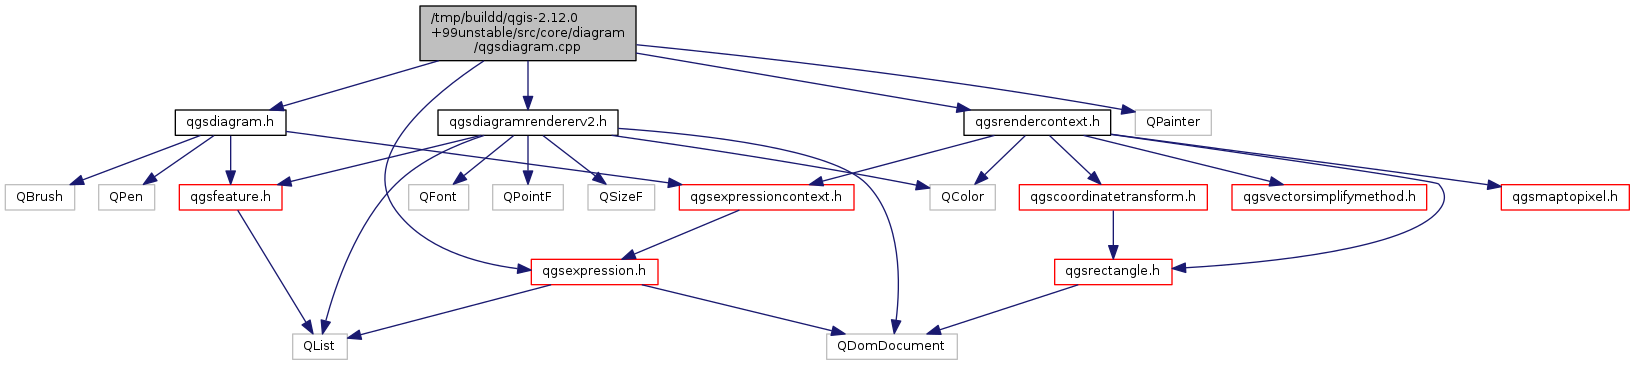 /tmp/buildd/qgis-2.12.0
+99unstable/src/core/diagram
/qgsdiagram.cpp
qgsdiagram.h
qgsdiagramrendererv2.h
qgsrendercontext.h
QPainter
QBrush
QPen
qgsfeature.h
QFont
QPointF
QSizeF
qgsexpressioncontext.h
QColor
qgscoordinatetransform.h
qgsvectorsimplifymethod.h
qgsmaptopixel.h
qgsexpression.h
qgsrectangle.h
QList
QDomDocument